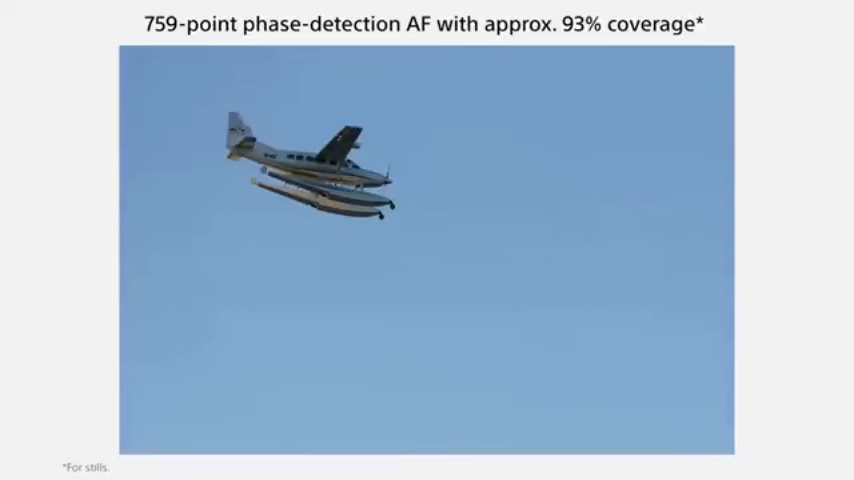 759-point phase-detection AF with approx. 93% coverage*
*For stills.